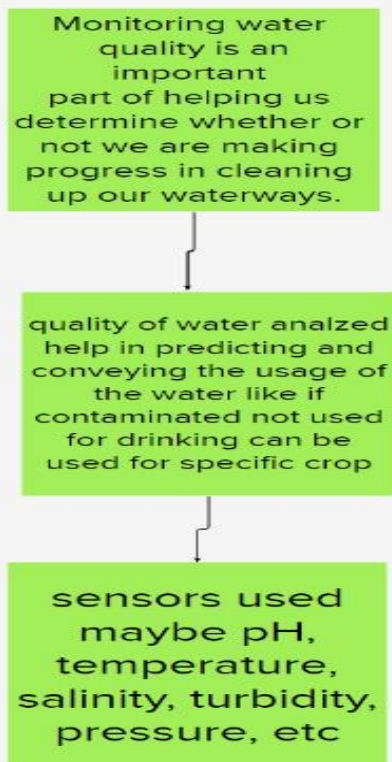 Monitoring water
quality is an
important
part of helping us
determine whether or
not we are making
progress in cleaning
up our waterways.
quality of water analzed
help in predicting and
conveying the usage of
the water like if
contaminated not used
for drinking can be
used for specific crop
sensors used
maybe pH,
temperature,
salinity, turbidity,
pressure, etc